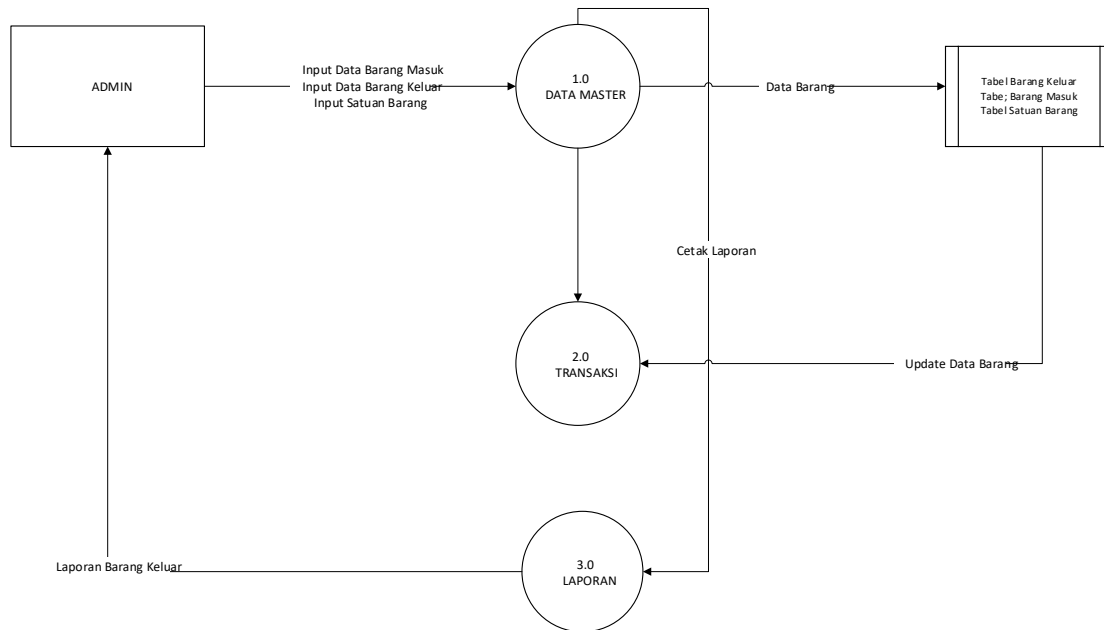 ADMIN
Input Data Barang Masuk
Input Data Barang Keluar
Input Satuan Barang
1.0
DATA MASTER
Data Barang
Tabel Barang Keluar
Tabe; Barang Masuk
Tabel Satuan Barang
Cetak Laporan
2.0
TRANSAKSI
Update Data Barang
Laporan Barang Keluar
3.0
LAPORAN